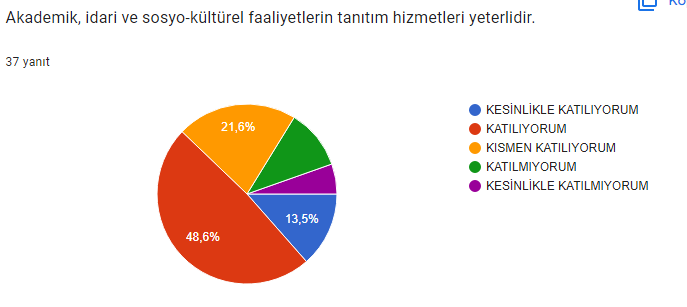 Akademik, idari ve sosyo-kültürel faaliyetlerin tanıtım hizmetleri yeterlidir.
37 yanıt
KESİNLİKLE KATILIYORUM
KATILIYORUM
KISMEN KATILIYORUM
KATILMIYORUM
KESİNLİKLE KATILMIYORUM
21,6%
13,5%
48,6%